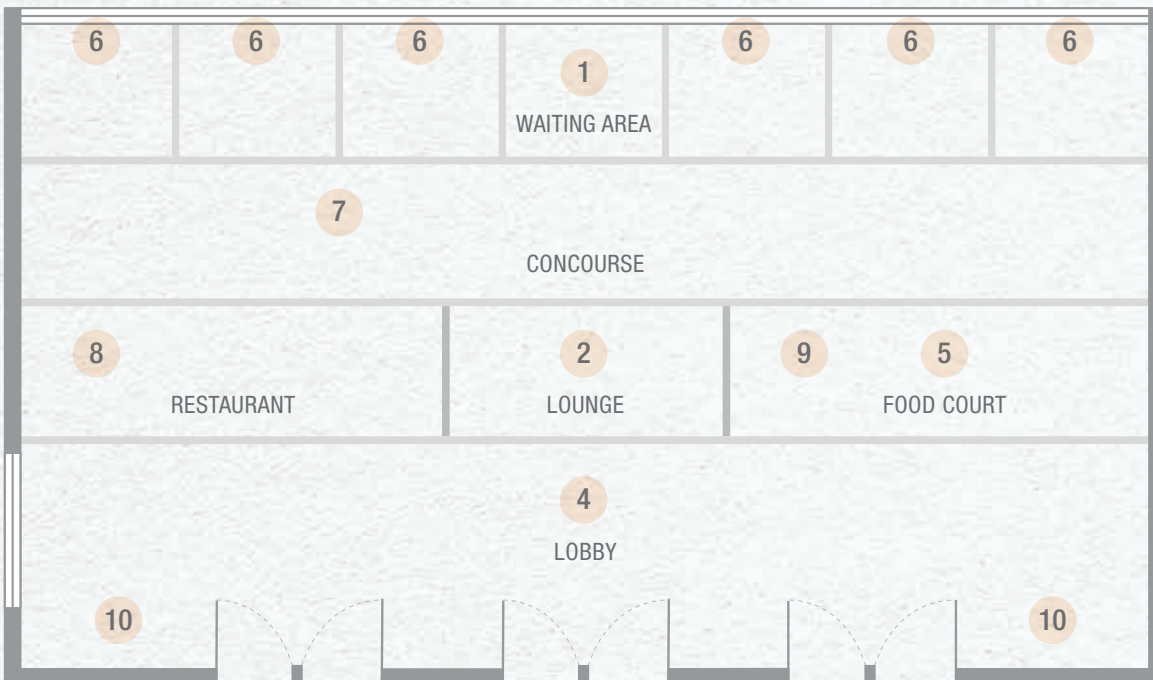 6 6 6 1 6 6 6
WAITING AREA
7
CONCOURSE
8 2 9 5
RESTAURANT LOUNGE FOOD COURT
4
LOBBY
10 10